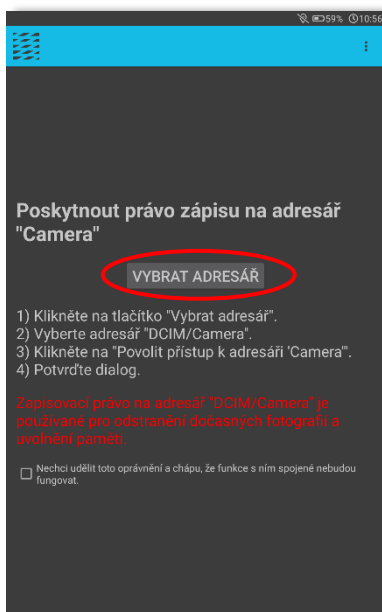 59% 10:56
Poskytnout právo zápisu na adresář
"Camera"
VYBRAT ADRESÁŘ
1) Klikněte na tlačítko "Vybrat adresář".
2) Vyberte adresář "DCIM/Camera".
3) Klikněte na "Povolit přístup k adresáři 'Camera'".
4) Potvrďte dialog.
Zapisovací právo na adresář "DCIM/Camera" je
používané pro odstranění dočasných fotografií a
uvolnění paměti.
Nechci udělit toto oprávnění a chápu, že funkce s ním spojené nebudou
fungovat.